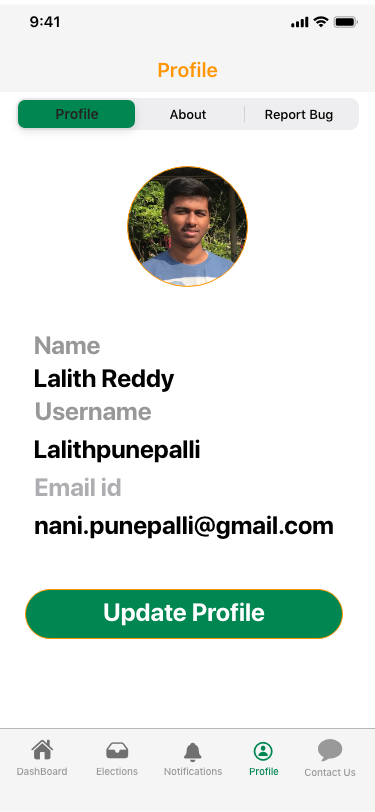 9:41
Profile
Profile About Report Bug
Name
Lalith Reddy
Username
Lalithpunepalli
Email id
nani.punepalli@gmail.com
Update Profile
DashBoard Elections Notifications Profile Contact Us